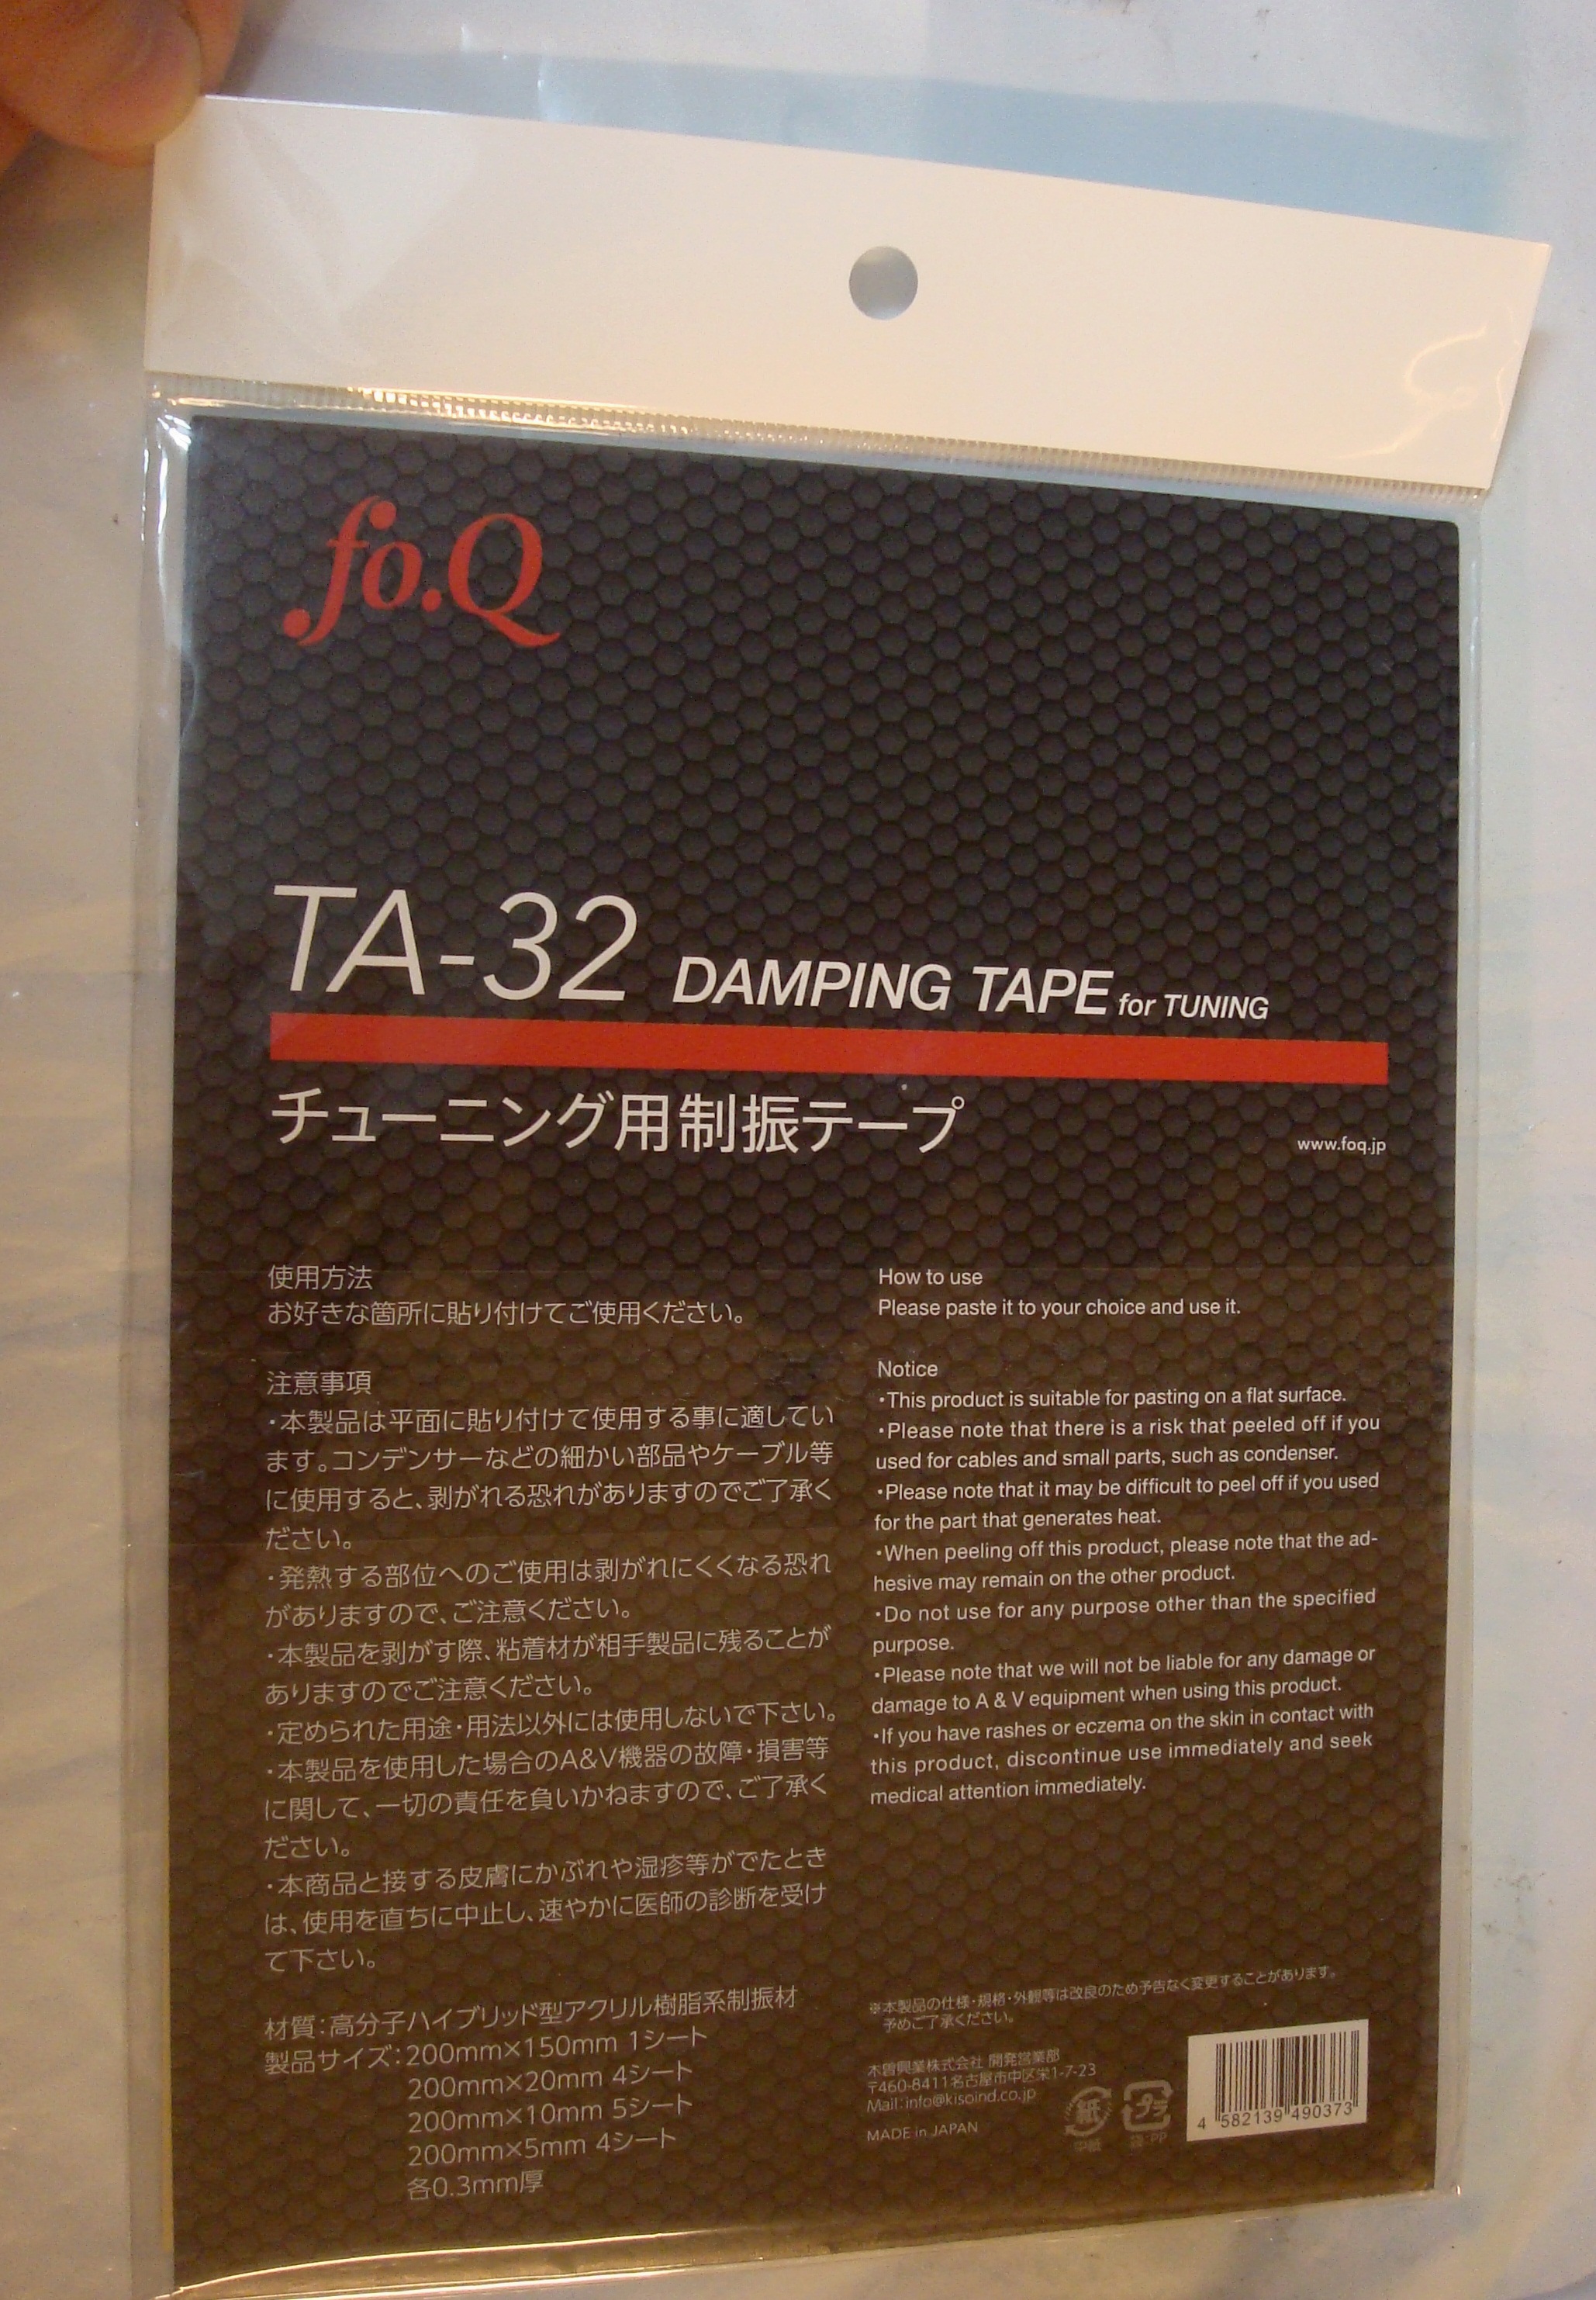 fo.Q
TA-32 DAMPING TAPE for TUNING
チューニング用制振テープ
www.foq.jp
使用方法
お好きな箇所に貼り付けてご使用ください。
注意事項
・本製品は平面に貼り付けて使用する事に適してい
ます。コンデンサーなどの細かい部品やケーブル等
に使用すると、剥がれる恐れがありますのでご了承く
ださい。
・発熱する部位へのご使用は剥がれにくくなる恐れ
がありますので、ご注意ください。
・本製品を剥がす際、粘着材が相手製品に残ることが
ありますのでご注意ください。
・定められた用途・用法以外には使用しないで下さい。
・本製品を使用した場合のA&V機器の故障・損害等
に関して、一切の責任を負いかねますので、ご了承く
ださい。
・本商品と接する皮膚にかぶれや湿疹等がでたとき
は、使用を直ちに中止し、速やかに医師の診断を受け
て下さい。
材質：高分子ハイブリッド型アクリル樹脂系制振材
製品サイズ：200mm×150mm 1シート
200mm×20mm 4シート
200mm×10mm 5シート
200mm×5mm 4シート
各0.3mm厚
How to use
Please paste it to your choice and use it.
Notice
・This product is suitable for pasting on a flat surface.
・Please note that there is a risk that peeled off if you
used for cables and small parts, such as condenser.
・Please note that it may be difficult to peel off if you used
for the part that generates heat.
・When peeling off this product, please note that the ad-
hesive may remain on the other product.
・Do not use for any purpose other than the specified
purpose.
・Please note that we will not be liable for any damage or
damage to A & V equipment when using this product.
・If you have rashes or eczema on the skin in contact with
this product, discontinue use immediately and seek
medical attention immediately.
※本製品の仕様・規格・外観等は改良のため予告なく変更することがあります。
予めご了承ください。
木曽興業株式会社 開発営業部
〒460-8411名古屋市中区栄1-7-23
Mail：info@kisoind.co.jp
MADE in JAPAN
紙
中紙
プラ
袋：PP
4 582139 490373